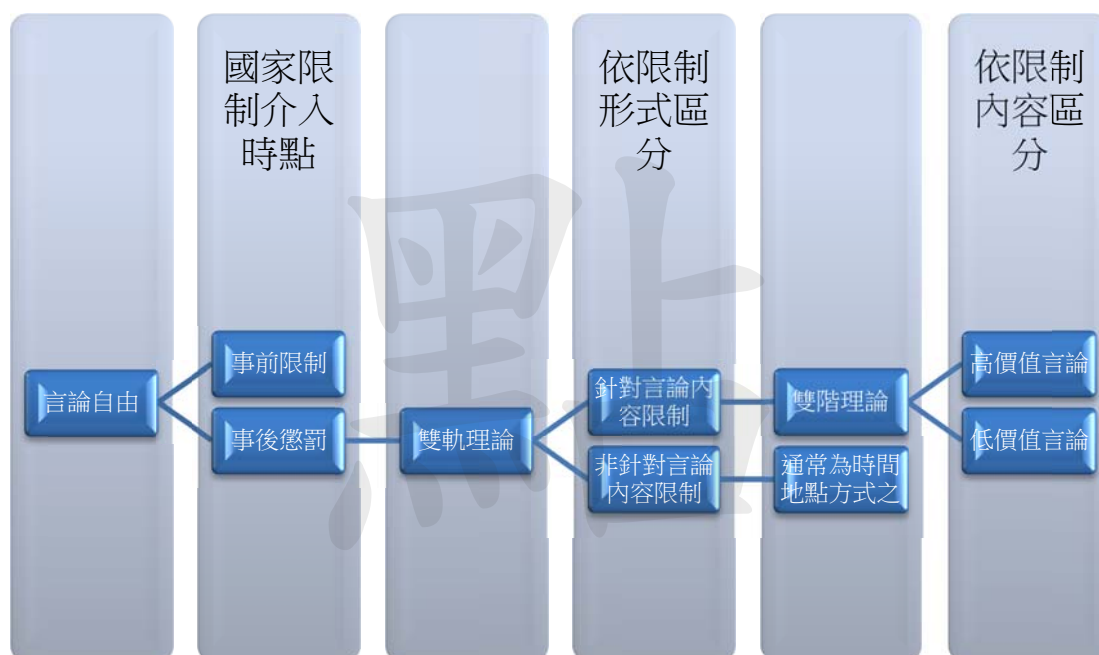 國家限
制介入
時點
依限制
形式區
分
依限制
內容區
分
言論自由
事前限制
事後懲罰
雙軌理論
針對言論內
容限制
非針對言論
內容限制
雙階理論
通常為時間
地點方式之
高價值言論
低價值言論
點